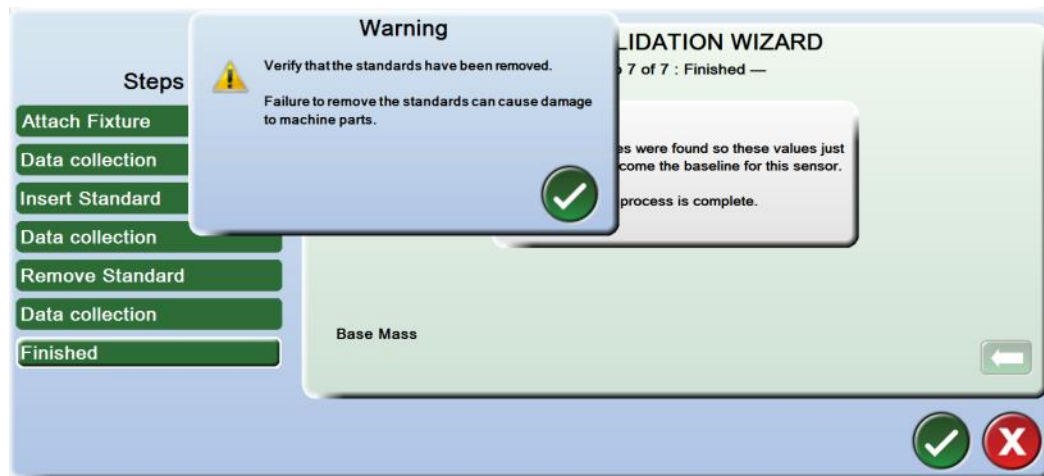 Warning
Verify that the standards have been removed.
Failure to remove the standards can cause damage
to machine parts.
LIDATION WIZARD
7 of 7 : Finished —
Steps
Attach Fixture
Data collection
Insert Standard
Data collection
Remove Standard
Data collection
Finished
were found so these values just
come the baseline for this sensor.
process is complete.
Base Mass
X